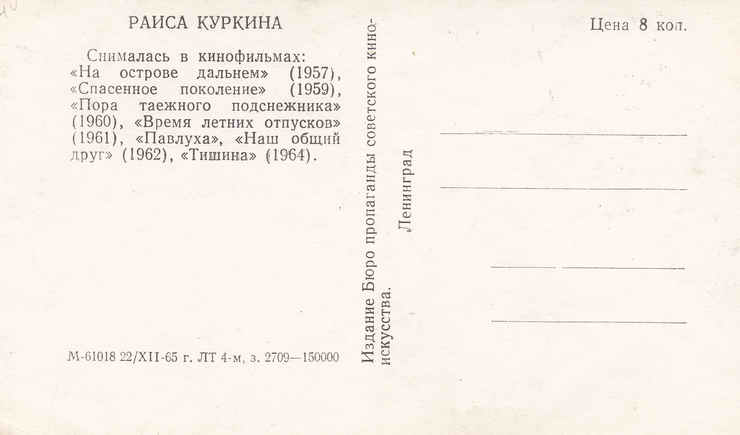 РАИСА КУРКИНА
Снималась в кинофильмах:
«На острове дальнем» (1957),
«Спасенное поколение» (1959),
«Пора таежного подснежника»
(1960), «Время летних отпусков»
(1961), «Павлуха», «Наш общий
друг» (1962), «Тишина» (1964).
М-61018 22/XII-65 г. ЛТ 4-м, з. 2709—150000
Издание Бюро пропаганды советского кино-
искусства.
Ленинград
Цена 8 коп.